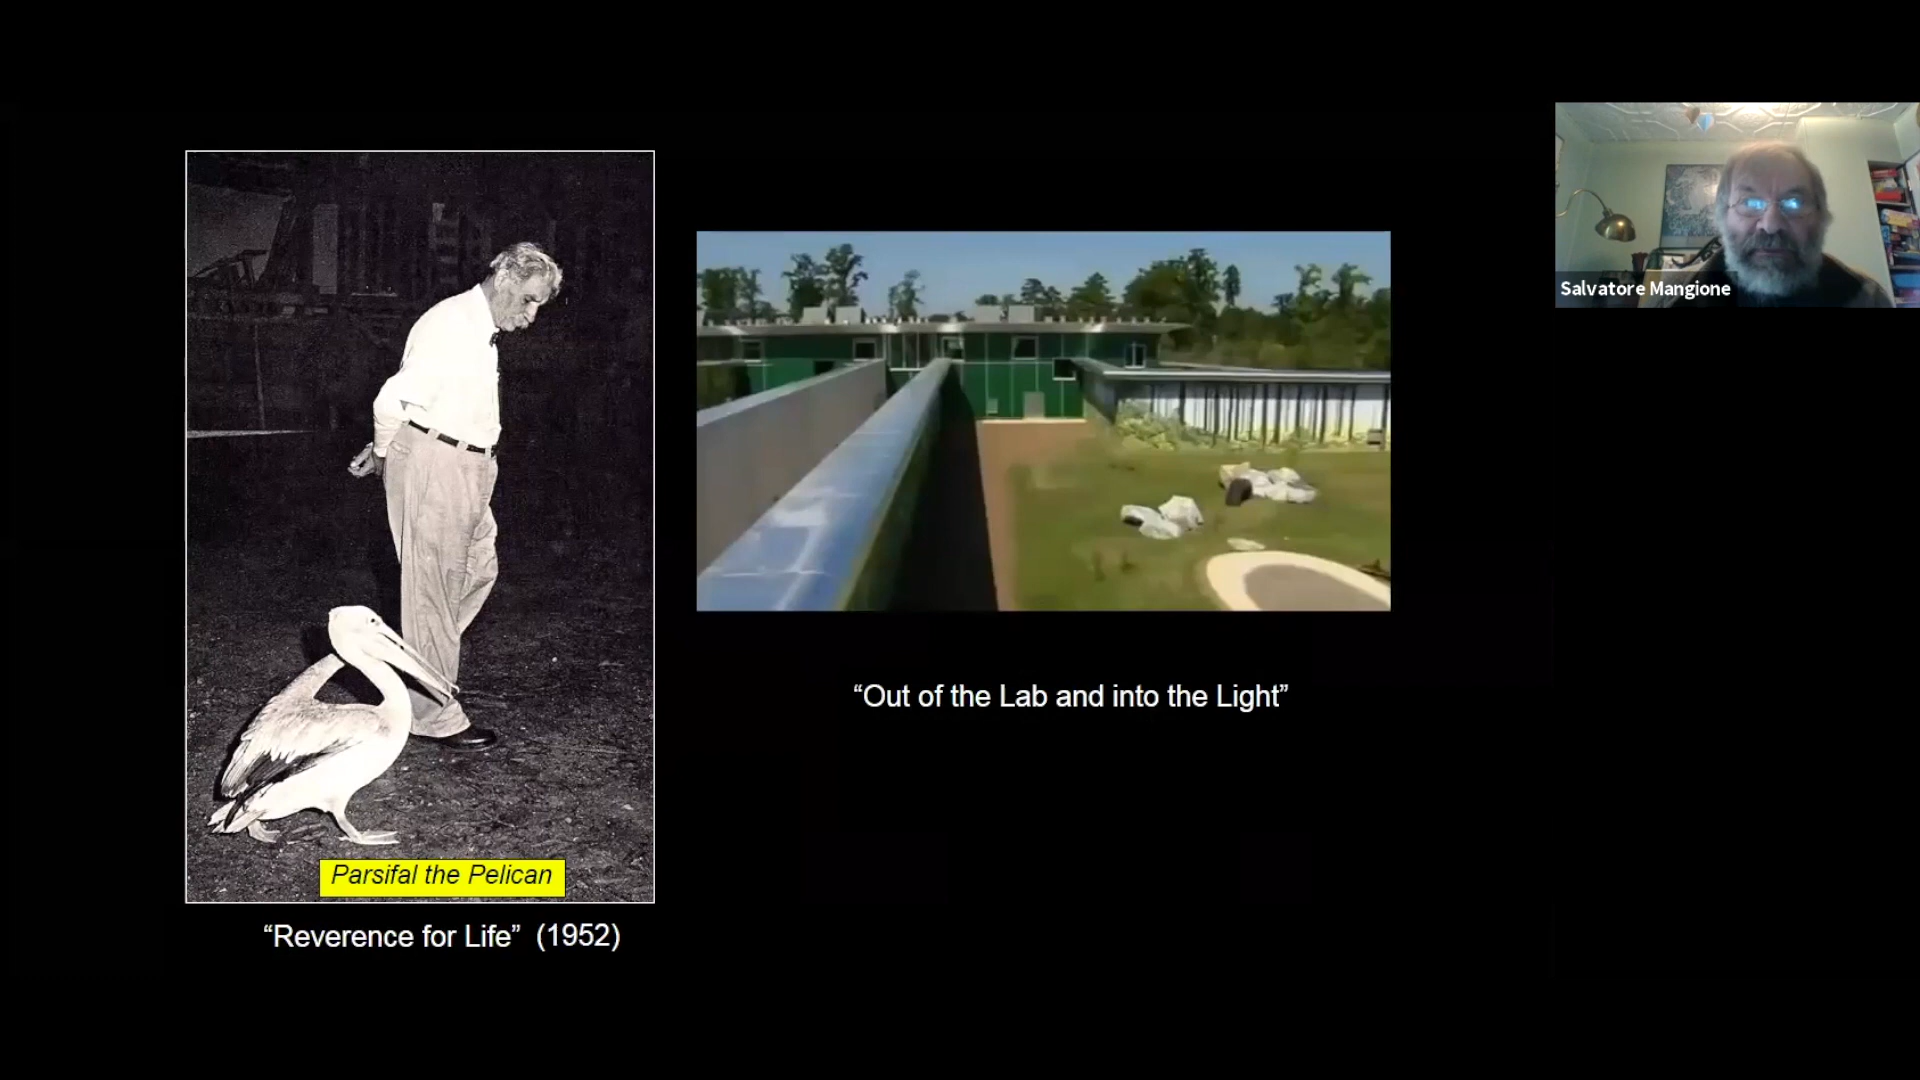 Salvatore Mangione
“Out of the Lab and into the Light”
Parsifal the Pelican
“Reverence for Life” (1952)